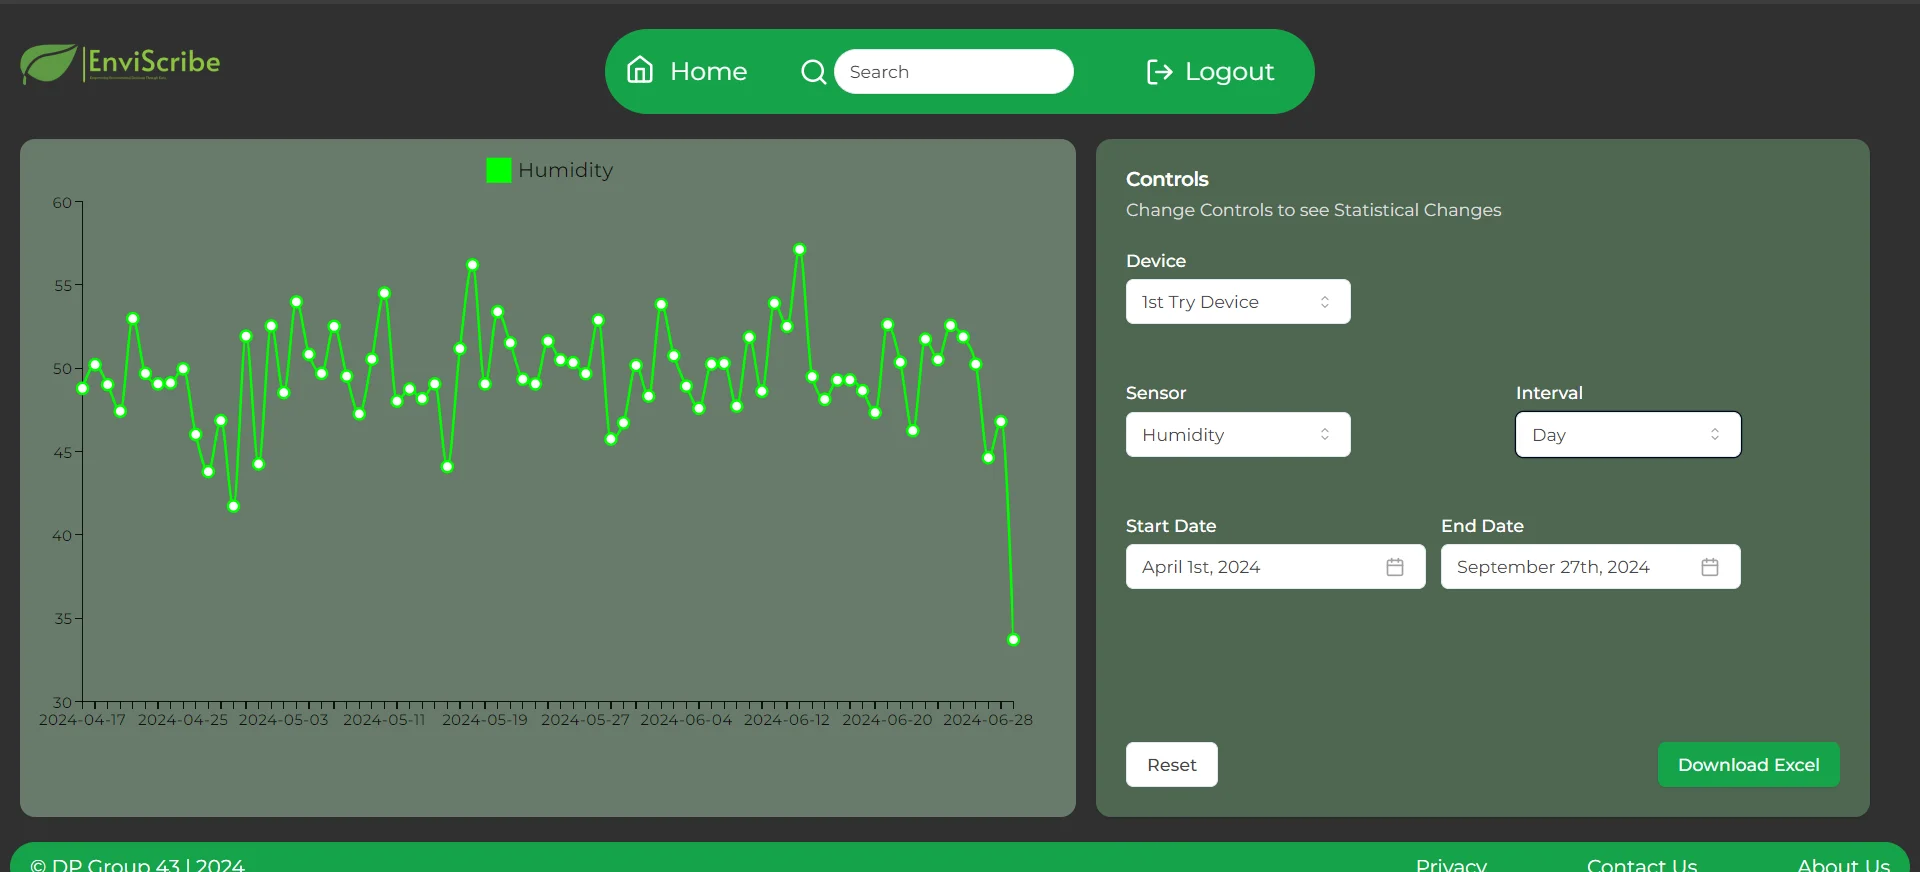 EnviScribe
Home
Search
Logout
Humidity
60
55
50
45
40
35
30
2024-04-17 2024-04-25 2024-05-03 2024-05-11 2024-05-19 2024-05-27 2024-06-04 2024-06-12 2024-06-20 2024-06-28
Controls
Change Controls to see Statistical Changes
Device
1st Try Device
Sensor Interval
Humidity Day
Start Date End Date
April 1st, 2024 September 27th, 2024
Reset Download Excel
© DP Group 43 | 2024 Privacy Contact Us About Us